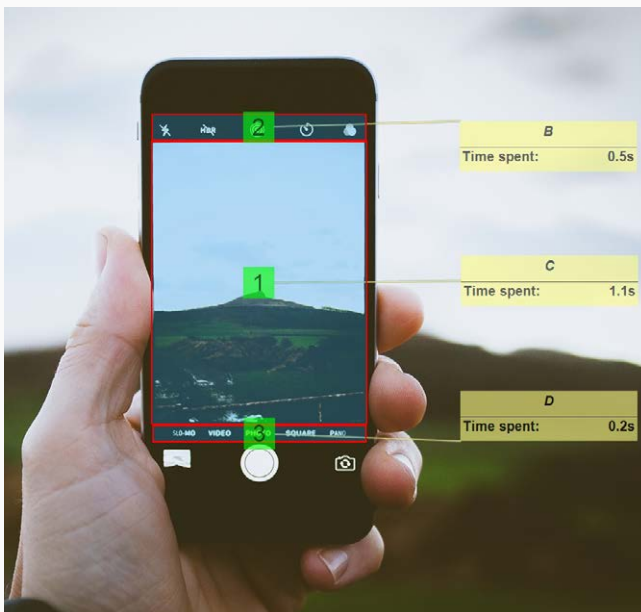 HDR
2
B
Time spent: 0.5s
1
C
Time spent: 1.1s
D
Time spent: 0.2s
SLO-MO VIDEO PHOTO SQUARE PANO
3